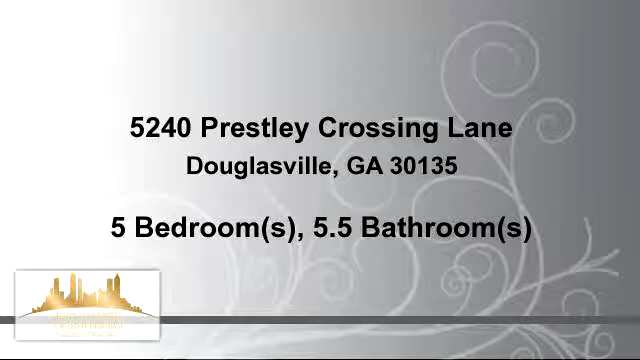 5240 Prestley Crossing Lane
Douglasville, GA 30135
5 Bedroom(s), 5.5 Bathroom(s)